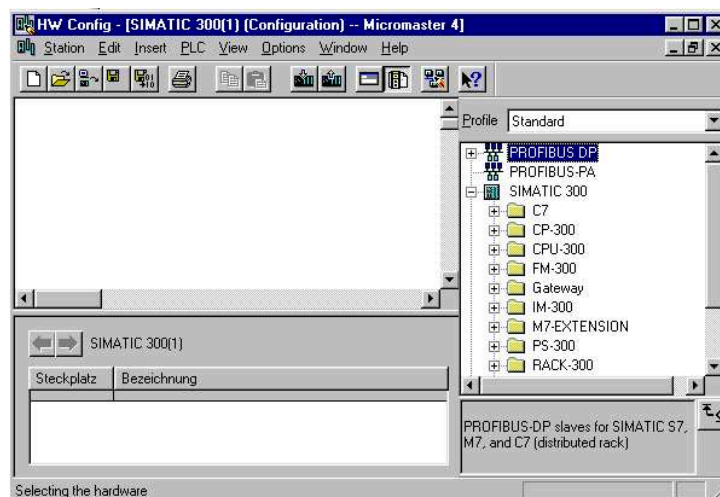 HW Config - [SIMATIC 300(1) (Configuration) -- Micromaster 4]
Station Edit Insert PLC View Options Window Help
Profile Standard
PROFIBUS DP
PROFIBUS-PA
SIMATIC 300
C7
CP-300
CPU-300
FM-300
Gateway
IM-300
M7-EXTENSION
PS-300
RACK-300
SIMATIC 300(1)
Steckplatz Bezeichnung
PROFIBUS-DP slaves for SIMATIC S7,
M7, and C7 (distributed rack)
Selecting the hardware